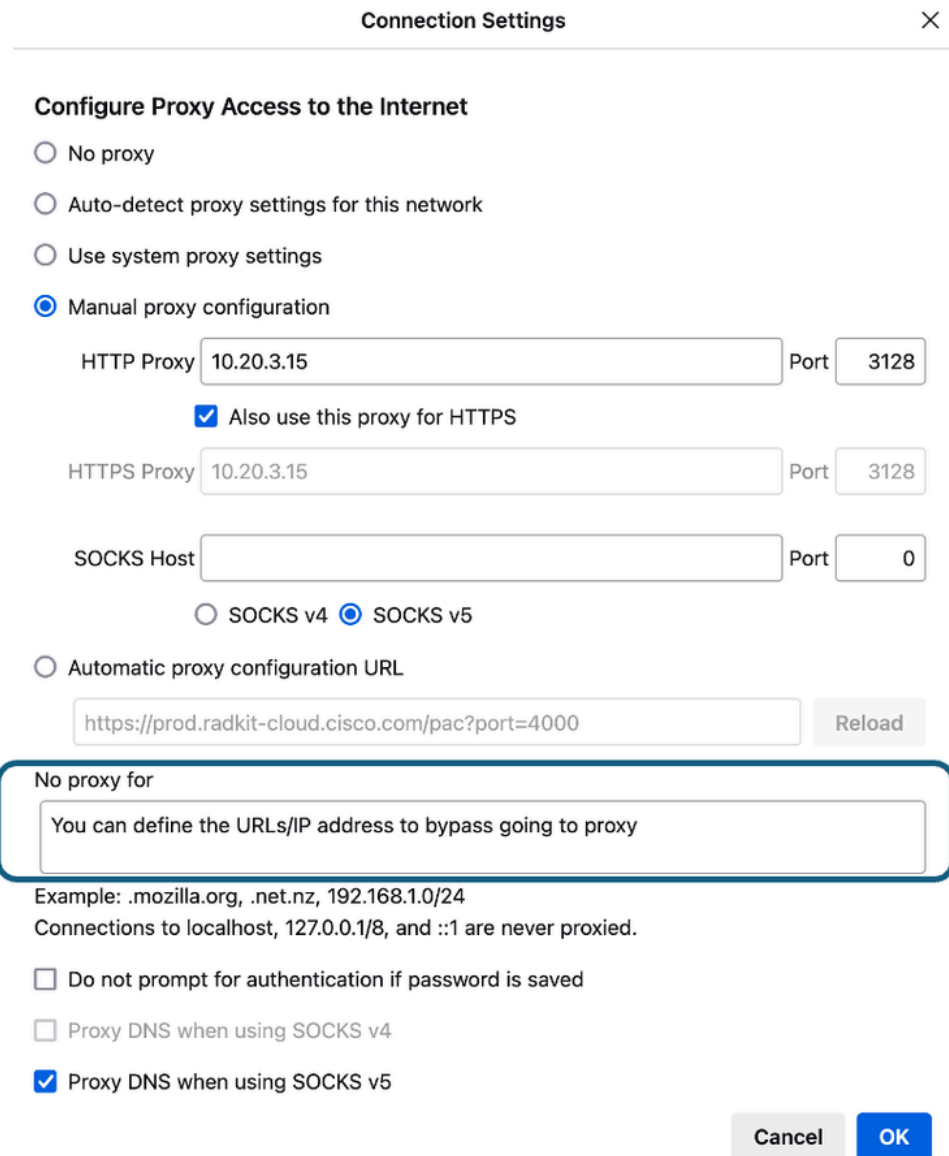 Connection Settings
Configure Proxy Access to the Internet
No proxy
Auto-detect proxy settings for this network
Use system proxy settings
Manual proxy configuration
HTTP Proxy 10.20.3.15 Port 3128
Also use this proxy for HTTPS
HTTPS Proxy 10.20.3.15 Port 3128
SOCKS Host Port 0
SOCKS v4 SOCKS v5
Automatic proxy configuration URL
https://prod.radkit-cloud.cisco.com/pac?port=4000 Reload
No proxy for
You can define the URLs/IP address to bypass going to proxy
Example: .mozilla.org, .net.nz, 192.168.1.0/24
Connections to localhost, 127.0.0.1/8, and ::1 are never proxied.
Do not prompt for authentication if password is saved
Proxy DNS when using SOCKS v4
Proxy DNS when using SOCKS v5
Cancel OK